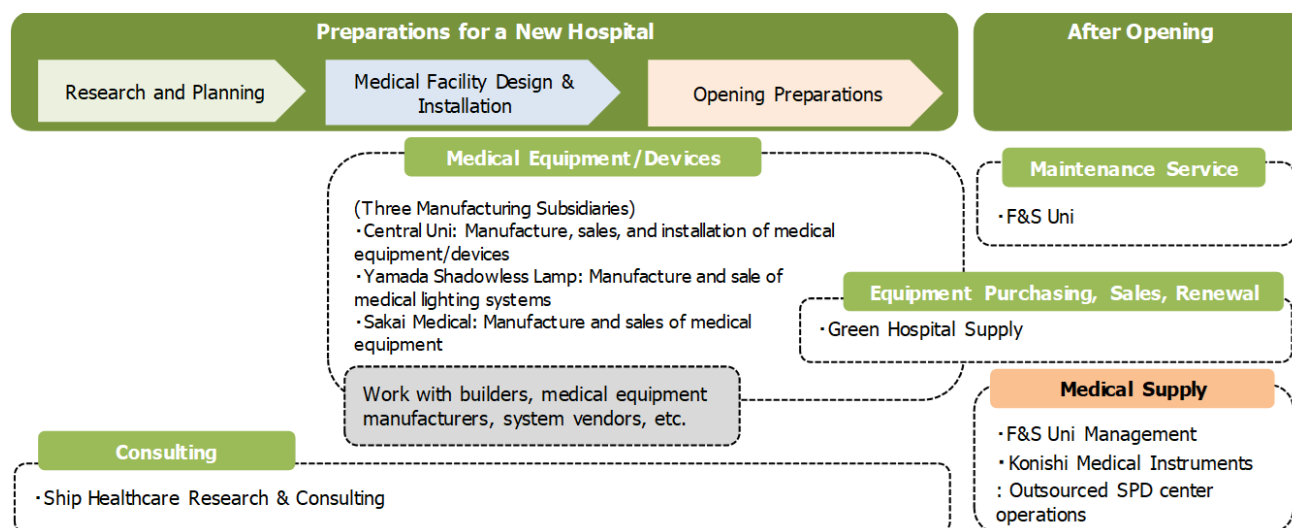 Preparations for a New Hospital
After Opening
Research and Planning
Medical Facility Design &
Installation
Opening Preparations
Medical Equipment/Devices
(Three Manufacturing Subsidiaries)
・Central Uni: Manufacture, sales, and installation of medical
equipment/devices
・Yamada Shadowless Lamp: Manufacture and sale of
medical lighting systems
・Sakai Medical: Manufacture and sales of medical
equipment
Work with builders, medical equipment
manufacturers, system vendors, etc.
Maintenance Service
・F&S Uni
Equipment Purchasing, Sales, Renewal
・Green Hospital Supply
Medical Supply
・F&S Uni Management
・Konishi Medical Instruments
: Outsourced SPD center
operations
Consulting
・Ship Healthcare Research & Consulting